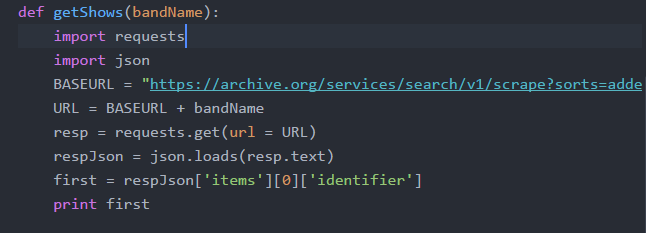 def getShows(bandName):
    import requests
    import json
    BASEURL = "https://archive.org/services/search/v1/scrape?sorts=adde
    URL = BASEURL + bandName
    resp = requests.get(url = URL)
    respJson = json.loads(resp.text)
    first = respJson['items'][0]['identifier']
    print first